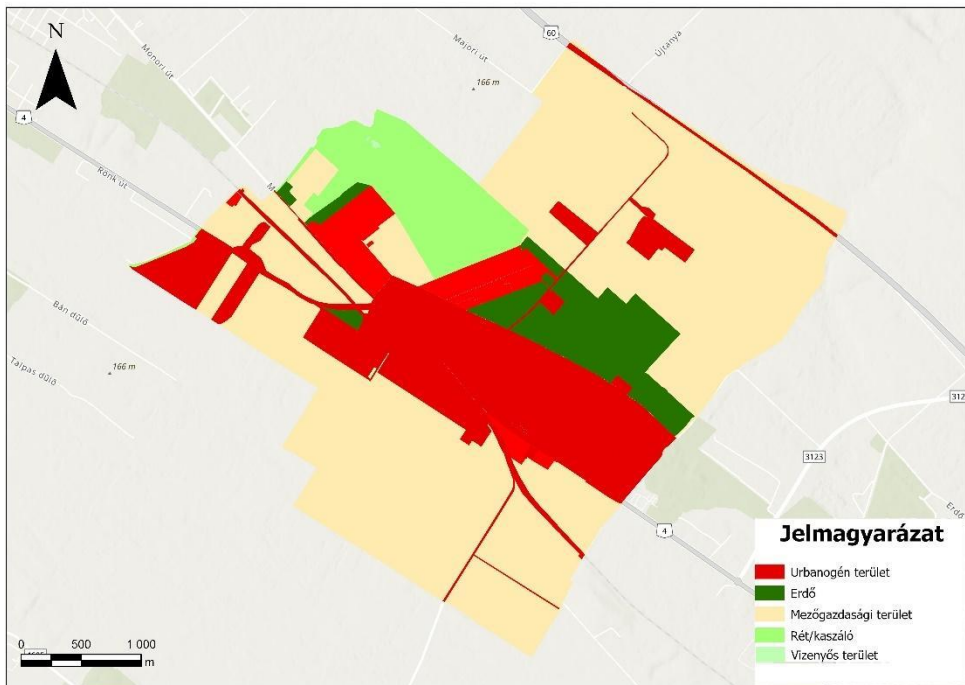 N
60
Majori út
Újtanya
Monori út
166 m
4
Rönk út
M
Bán dűlő
166 m
Talpas dűlő
312
3123
Erdő
4
Jelmagyarázat
Urbanogén terület
Erdő
Mezőgazdasági terület
Rét/kaszáló
Vizenyős terület
0 500 1 000
m